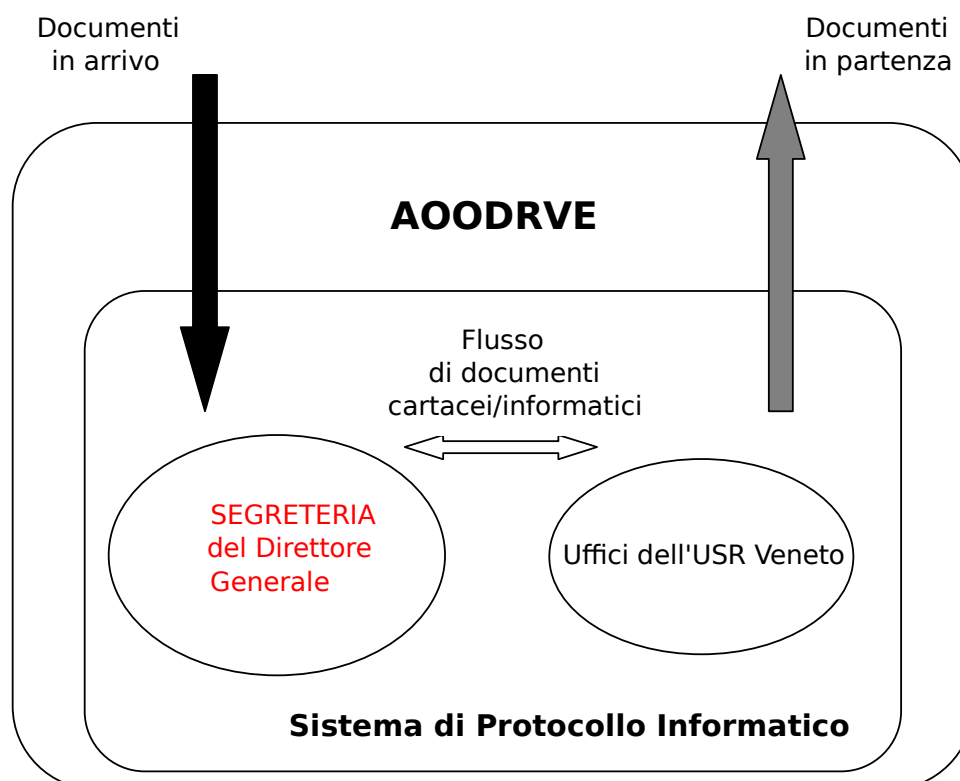 Documenti
in arrivo
Documenti
in partenza
AOODRVE
Flusso
di documenti
cartacei/informatici
SEGRETERIA
del Direttore
Generale
Uffici dell'USR Veneto
Sistema di Protocollo Informatico